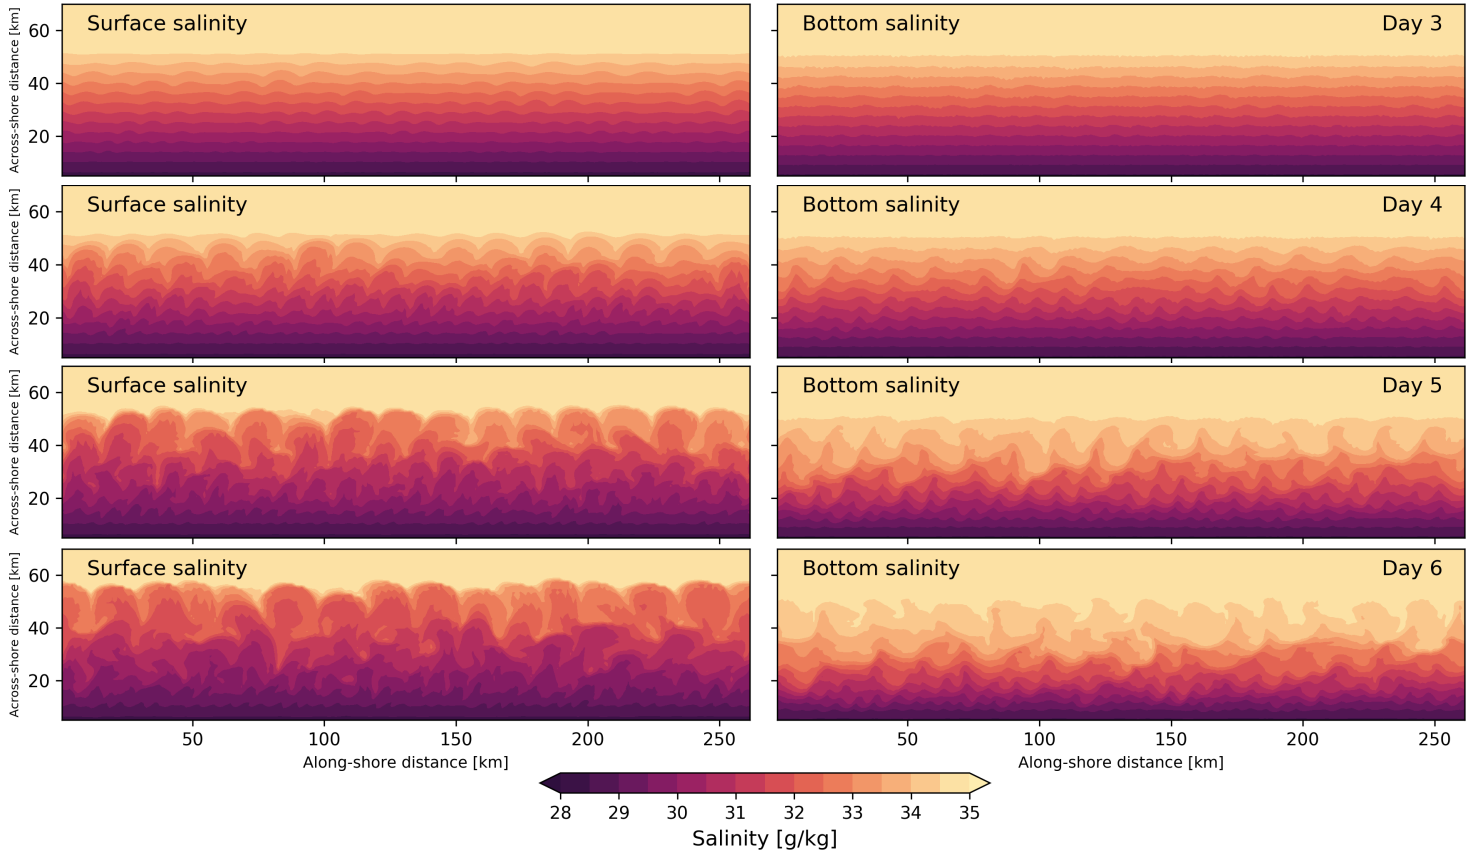 Surface salinity
Bottom salinity Day 3
60
40
20
Across-shore distance [km]
Surface salinity
Bottom salinity Day 4
60
40
20
Across-shore distance [km]
Surface salinity
Bottom salinity Day 5
60
40
20
Across-shore distance [km]
Surface salinity
Bottom salinity Day 6
60
40
20
Across-shore distance [km]
50 100 150 200 250
50 100 150 200 250
Along-shore distance [km]
Along-shore distance [km]
28 29 30 31 32 33 34 35
Salinity [g/kg]